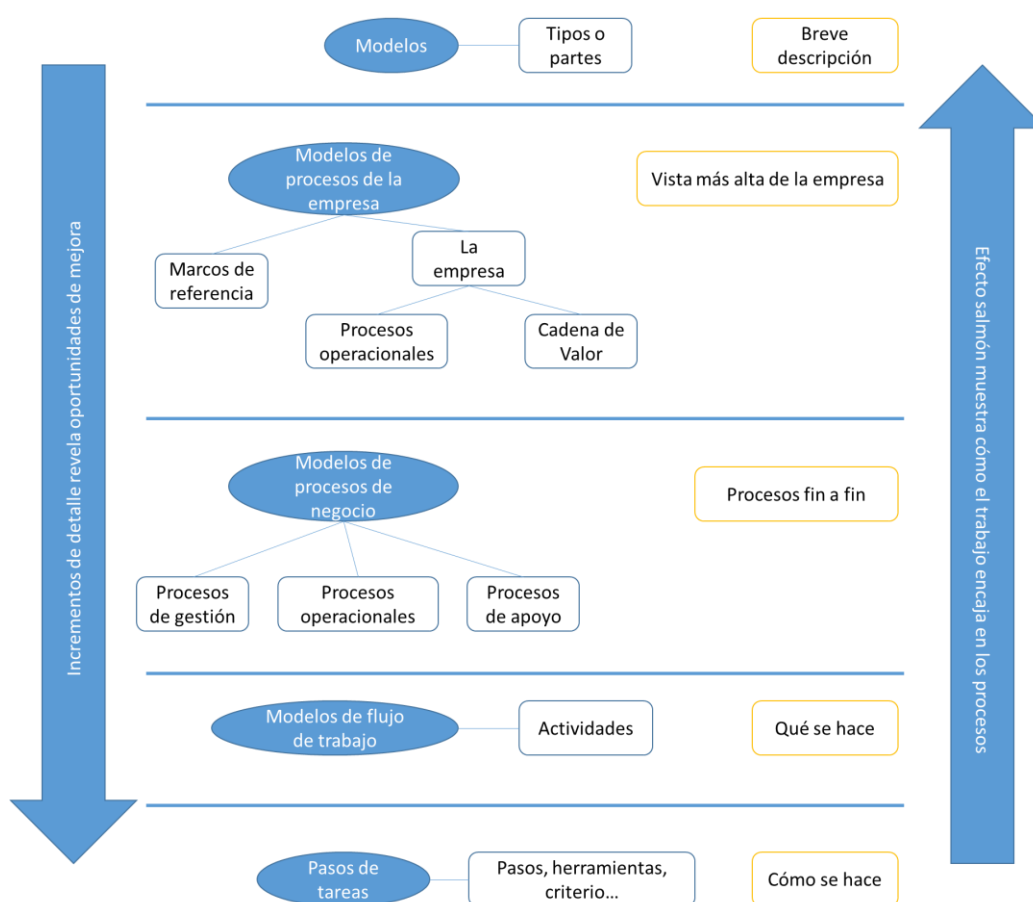 Modelos
Tipos o
partes
Breve
descripción
Incrementos de detalle revela oportunidades de mejora
Efecto salmón muestra cómo el trabajo encaja en los procesos
Modelos de
procesos de la
empresa
Vista más alta de la empresa
La
empresa
Marcos de
referencia
Procesos
operacionales
Cadena de
Valor
Modelos de
procesos de
negocio
Procesos fin a fin
Procesos
de gestión
Procesos
operacionales
Procesos
de apoyo
Modelos de flujo
de trabajo
Actividades
Qué se hace
Pasos de
tareas
Pasos, herramientas,
criterio...
Cómo se hace